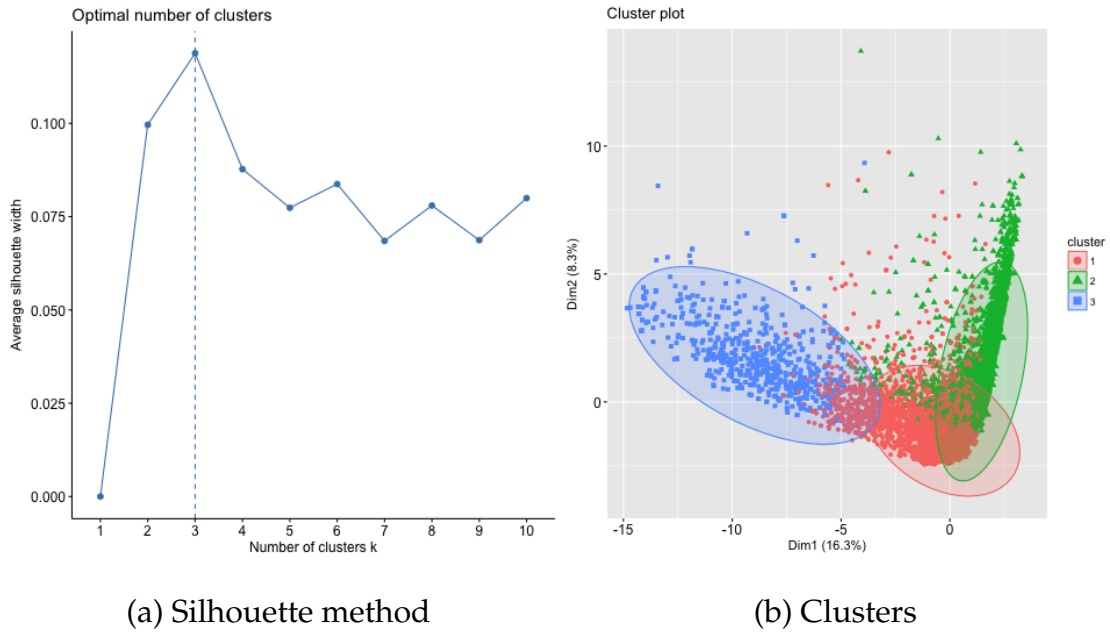 Optimal number of clusters
Average silhouette width
0.100
0.075
0.050
0.025
0.000
1 2 3 4 5 6 7 8 9 10
Number of clusters k
(a) Silhouette method
Cluster plot
Dim2 (8.3%)
10
5
0
-15 -10 -5 0
Dim1 (16.3%)
cluster
1
2
3
(b) Clusters